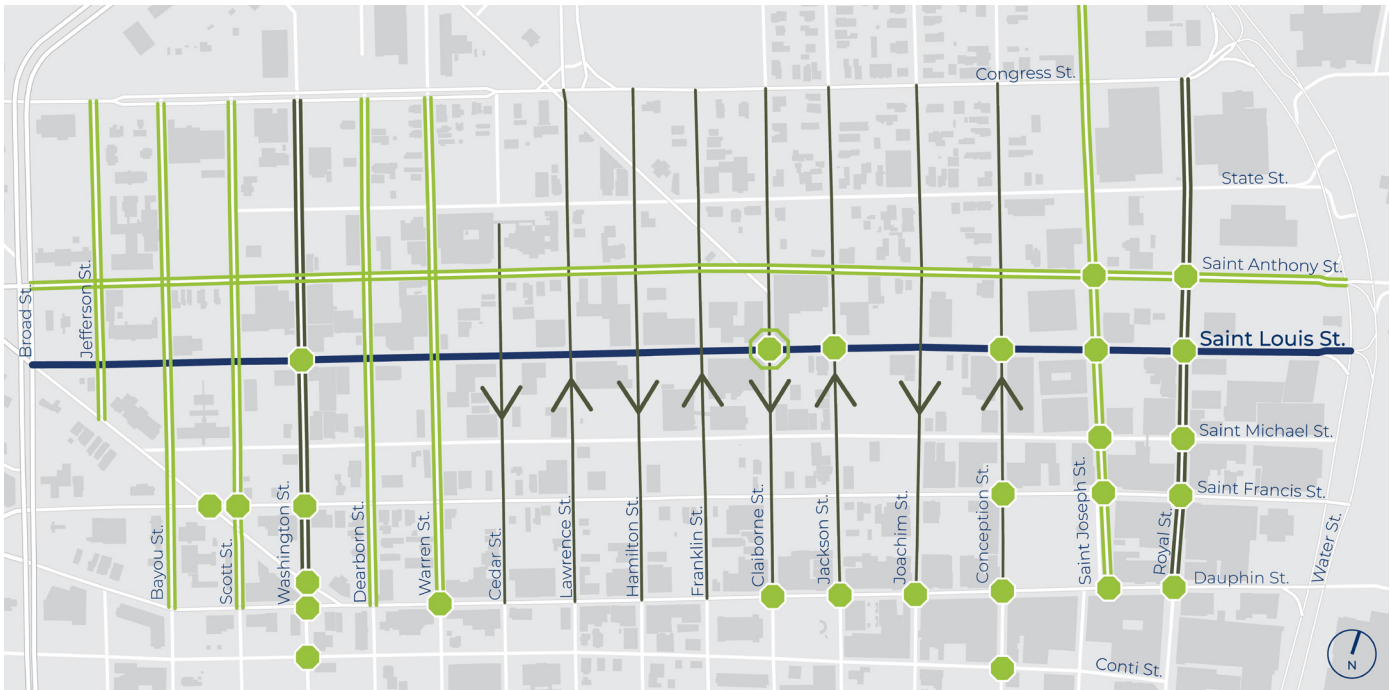 Congress St.
State St.
Saint Anthony St.
Broad St.
Jefferson St.
Saint Louis St.
Saint Michael St.
Saint Francis St.
Bayou St.
Scott St.
Washington St.
Dearborn St.
Warren St.
Cedar St.
Lawrence St.
Hamilton St.
Franklin St.
Claiborne St.
Jackson St.
Joachim St.
Conception St.
Saint Joseph St.
Royal St.
Water St.
Dauphin St.
Conti St.
N